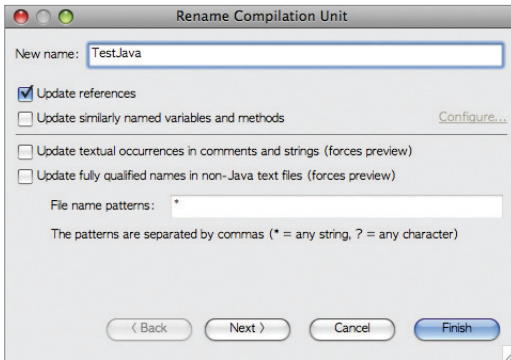 Rename Compilation Unit
New name: TestJava
Update references
Update similarly named variables and methods Configure...
Update textual occurrences in comments and strings (forces preview)
Update fully qualified names in non-Java text files (forces preview)
File name patterns: *
The patterns are separated by commas (* = any string, ? = any character)
< Back Next > Cancel Finish